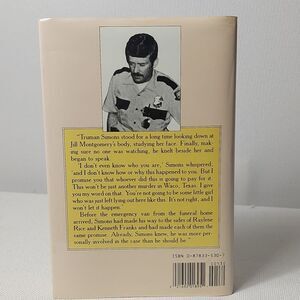 "Truman Simons stood for a long time looking down at
Jill Montgomery's body, studying her face. Finally, mak-
ing sure no one was watching, he knelt beside her and
began to speak.
'I don't even know who you are,' Simons whispered,
'and I don't know how or why this happened to you. But I
promise you that whoever did this is going to pay for it.
This won't be just another murder in Waco, Texas. I give
you my word on that. You're not going to be some little girl
who was just left lying out here like this. It's not right, and I
won't let it happen.'
Before the emergency van from the funeral home
arrived, Simons had made his way to the sides of Raylene
Rice and Kenneth Franks and had made each of them the
same promise. Already, Simons knew, he was more per-
sonally involved in the case than he should be."
ISBN 0-87833-530-7